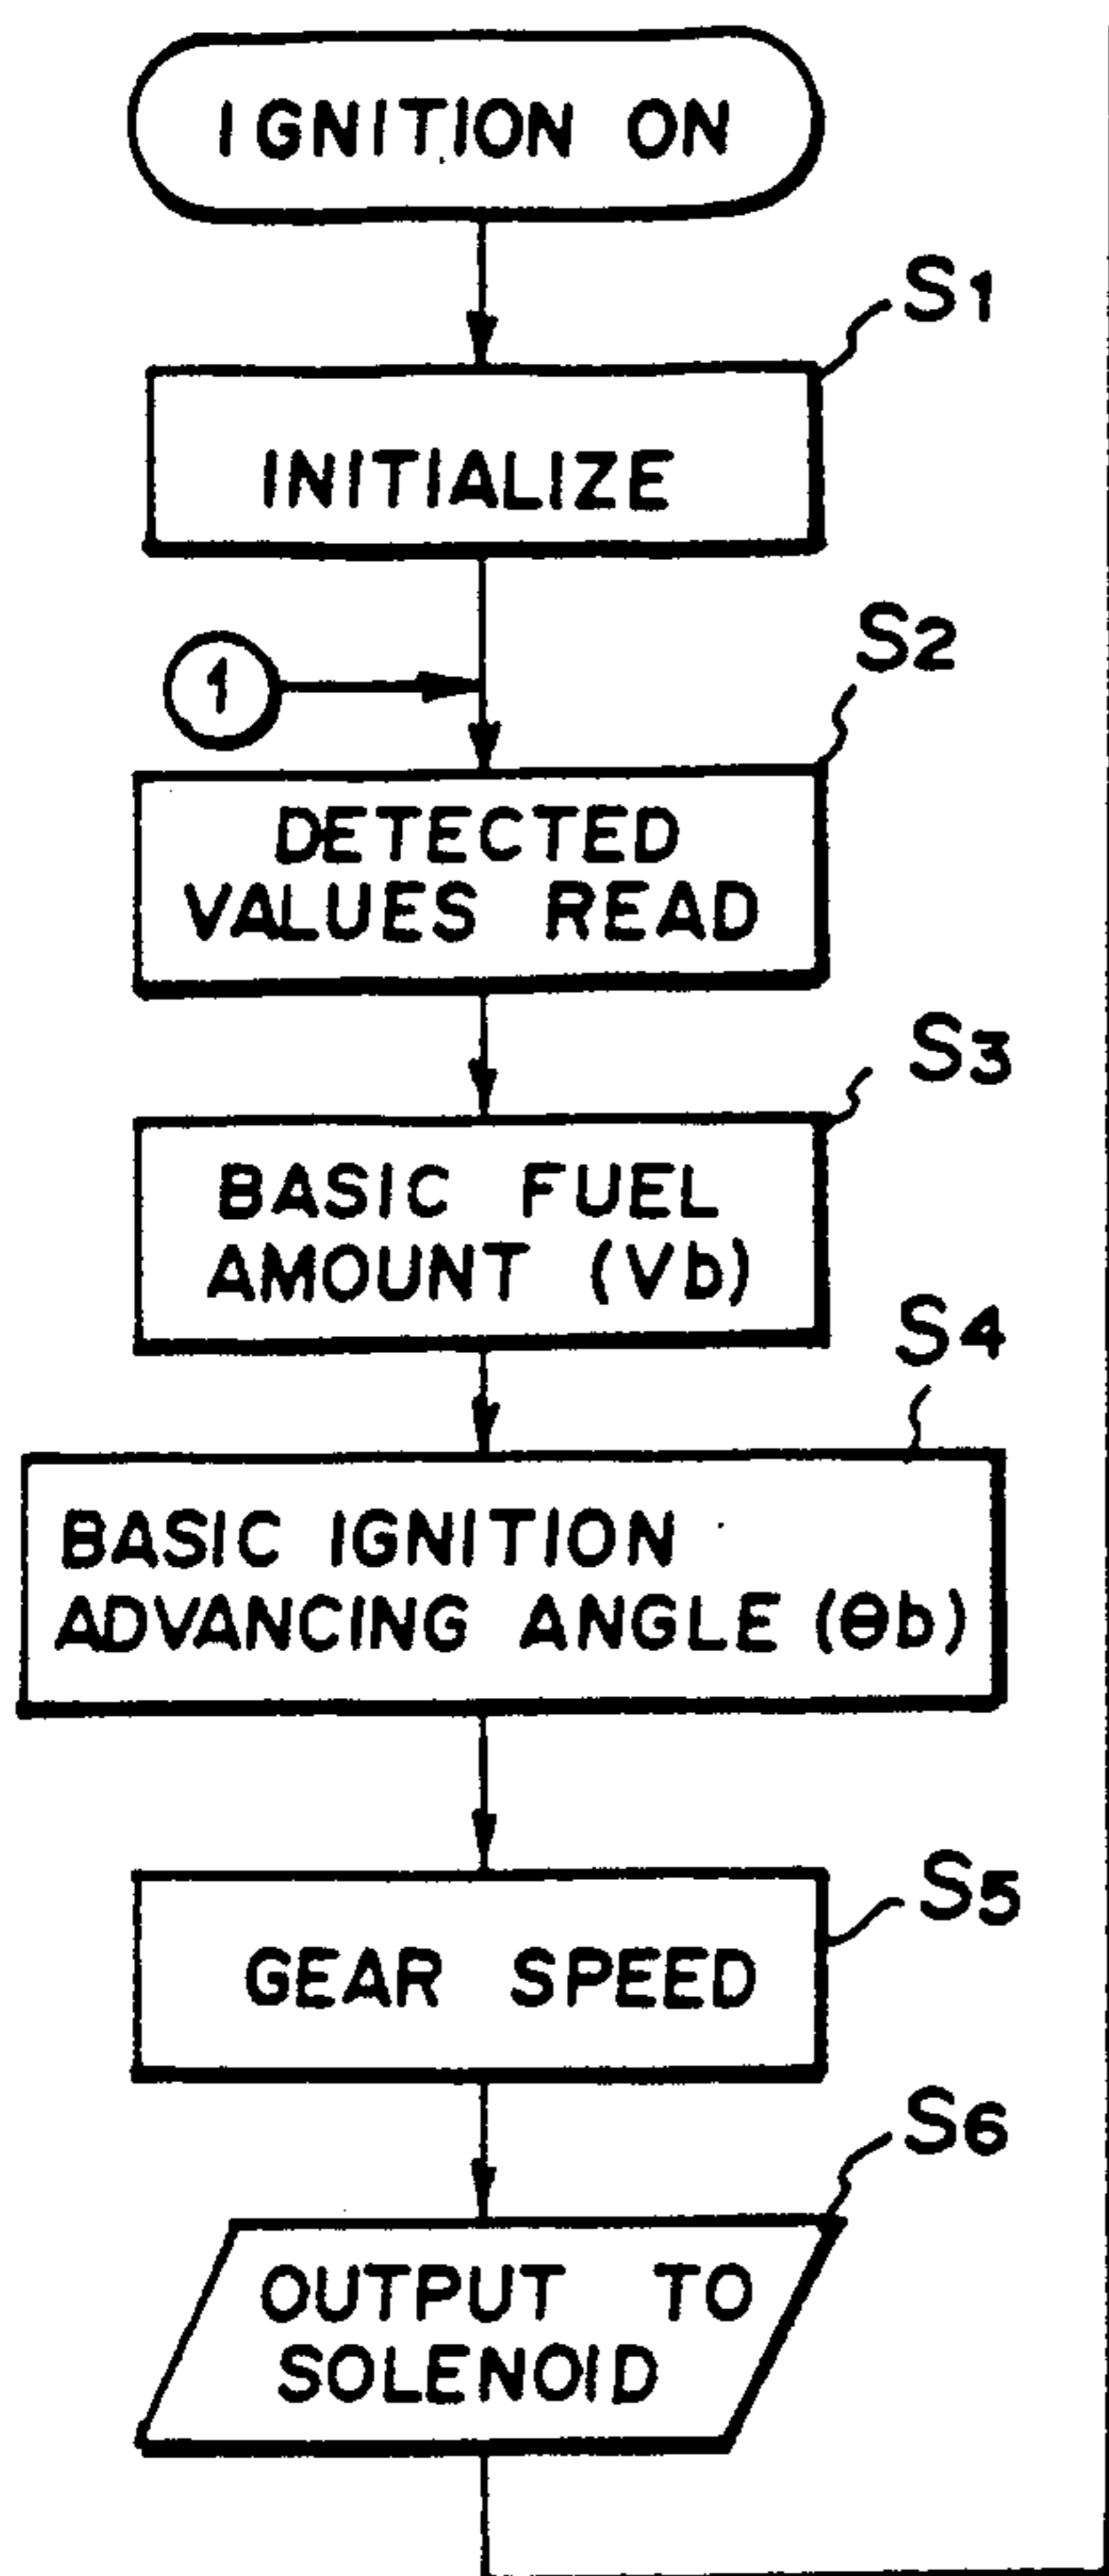 IGNITION ON
S1
INITIALIZE
1
S2
DETECTED
VALUES READ
S3
BASIC FUEL
AMOUNT (Vb)
S4
BASIC IGNITION
ADVANCING ANGLE (θb)
S5
GEAR SPEED
S6
OUTPUT TO
SOLENOID